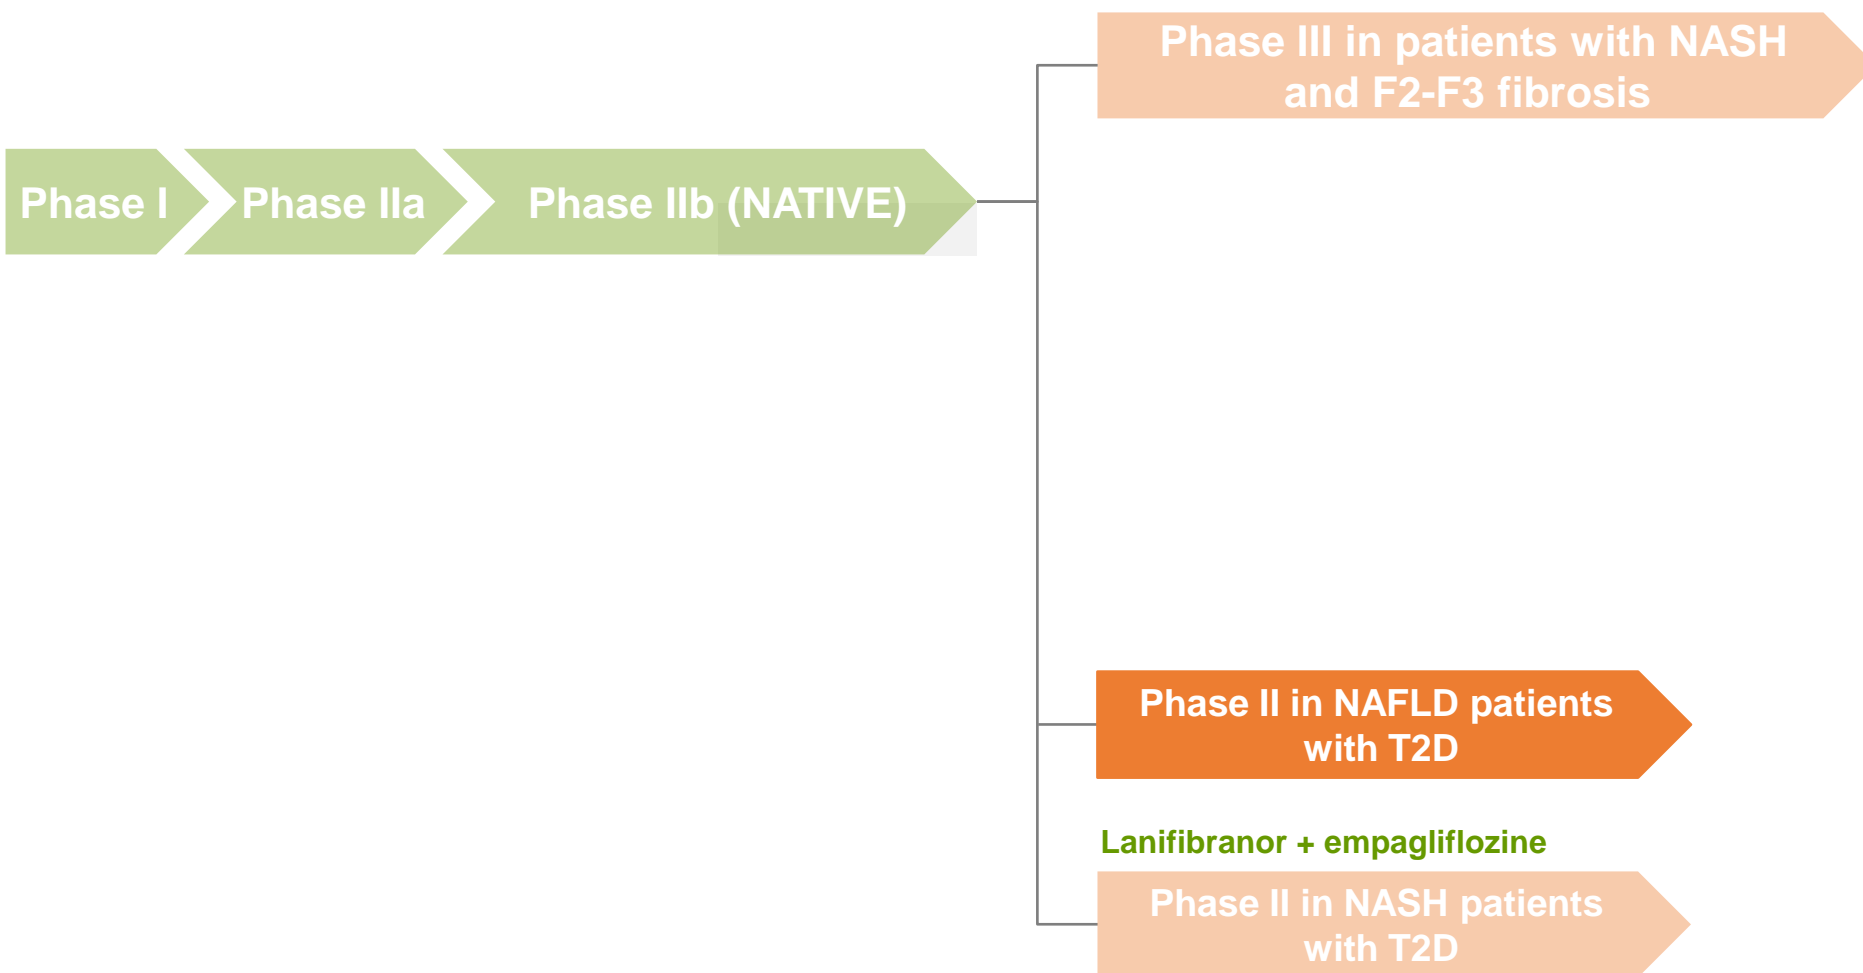 Phase III in patients with NASH
and F2-F3 fibrosis
Phase I
Phase IIa
Phase IIb (NATIVE)
Phase II in NAFLD patients
with T2D
Lanifibranor + empagliflozine
Phase II in NASH patients
with T2D